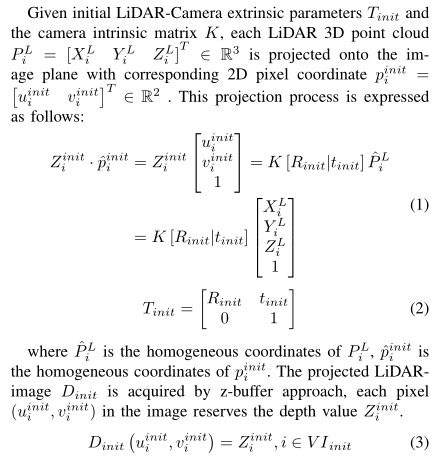 Given initial LiDAR-Camera extrinsic parameters $T_{init}$ and
the camera intrinsic matrix $K$, each LiDAR 3D point cloud
$P_i^L = \begin{bmatrix} X_i^L & Y_i^L & Z_i^L \end{bmatrix}^T \in \mathbb{R}^3$ is projected onto the im-
age plane with corresponding 2D pixel coordinate $p_i^{init} =$
$\begin{bmatrix} u_i^{init} & v_i^{init} \end{bmatrix}^T \in \mathbb{R}^2$ . This projection process is expressed
as follows:
$Z_i^{init} \cdot \hat{p}_i^{init} = Z_i^{init} \begin{bmatrix} u_i^{init} \\ v_i^{init} \\ 1 \end{bmatrix} = K \left[ R_{init} | t_{init} \right] \hat{P}_i^L$
$= K \left[ R_{init} | t_{init} \right] \begin{bmatrix} X_i^L \\ Y_i^L \\ Z_i^L \\ 1 \end{bmatrix}$ (1)
$T_{init} = \begin{bmatrix} R_{init} & t_{init} \\ 0 & 1 \end{bmatrix}$ (2)
where $\hat{P}_i^L$ is the homogeneous coordinates of $P_i^L$, $\hat{p}_i^{init}$ is
the homogeneous coordinates of $p_i^{init}$. The projected LiDAR-
image $D_{init}$ is acquired by z-buffer approach, each pixel
$(u_i^{init}, v_i^{init})$ in the image reserves the depth value $Z_i^{init}$.
$D_{init} \left( u_i^{init}, v_i^{init} \right) = Z_i^{init}, i \in VI_{init}$ (3)